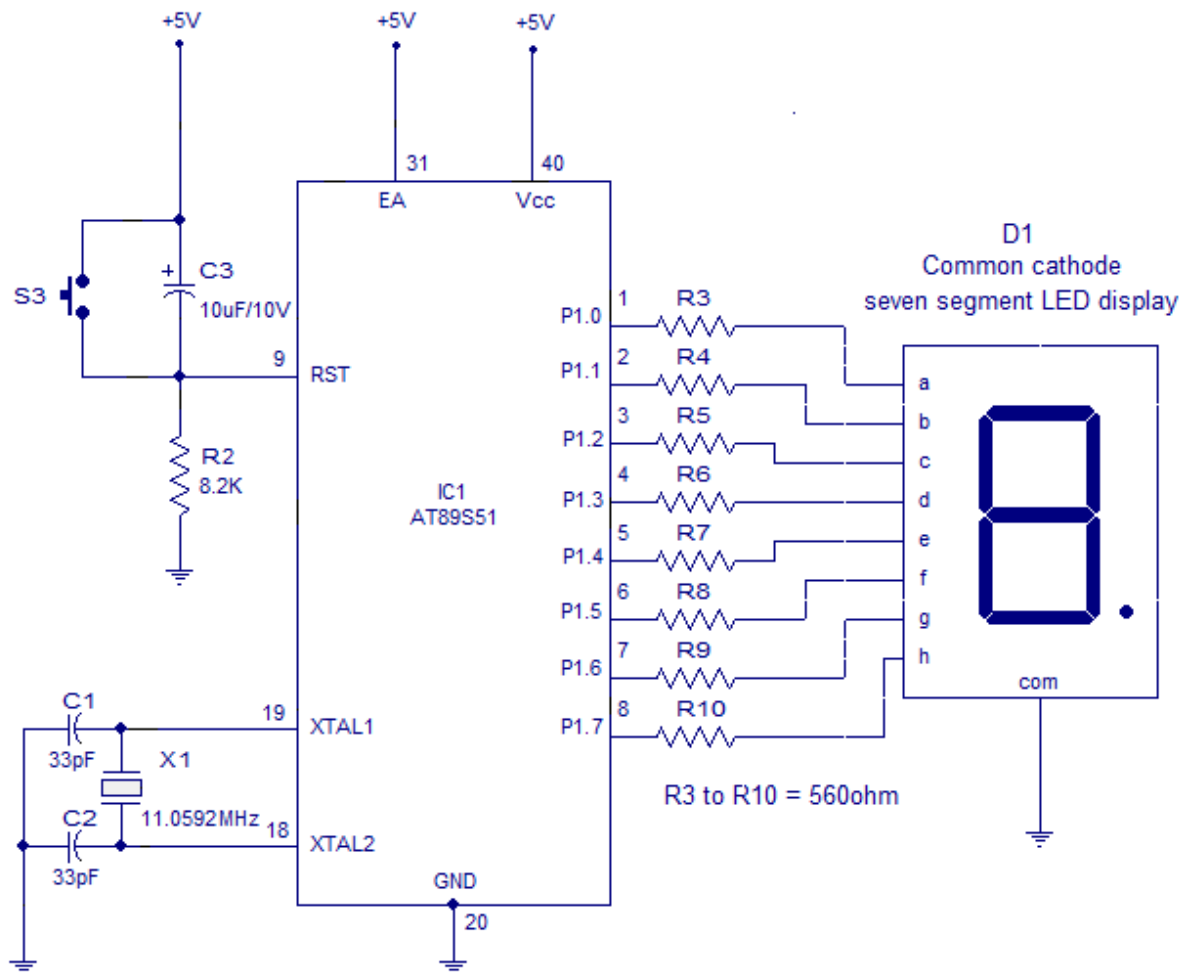 +5V
+5V
+5V
31
40
EA
Vcc
D1
Common cathode
seven segment LED display
S3
+
C3
10uF/10V
9
RST
R2
8.2K
IC1
AT89S51
P1.0
1
R3
a
P1.1
2
R4
b
P1.2
3
R5
c
P1.3
4
R6
d
P1.4
5
R7
e
P1.5
6
R8
f
P1.6
7
R9
g
P1.7
8
R10
h
com
R3 to R10 = 560ohm
C1
33pF
19
XTAL1
X1
11.0592MHz
C2
33pF
18
XTAL2
GND
20